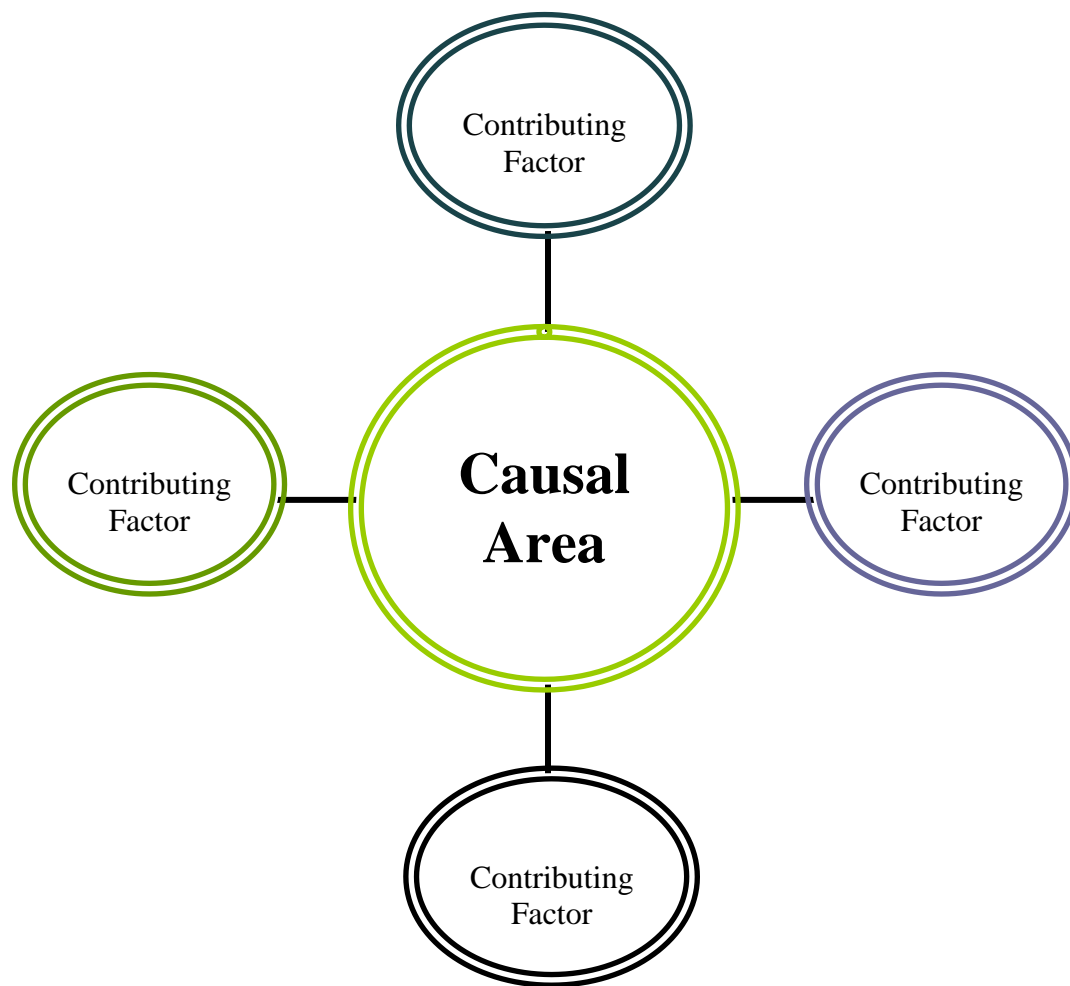 Contributing
Factor
Contributing
Factor
Causal
Area
Contributing
Factor
Contributing
Factor